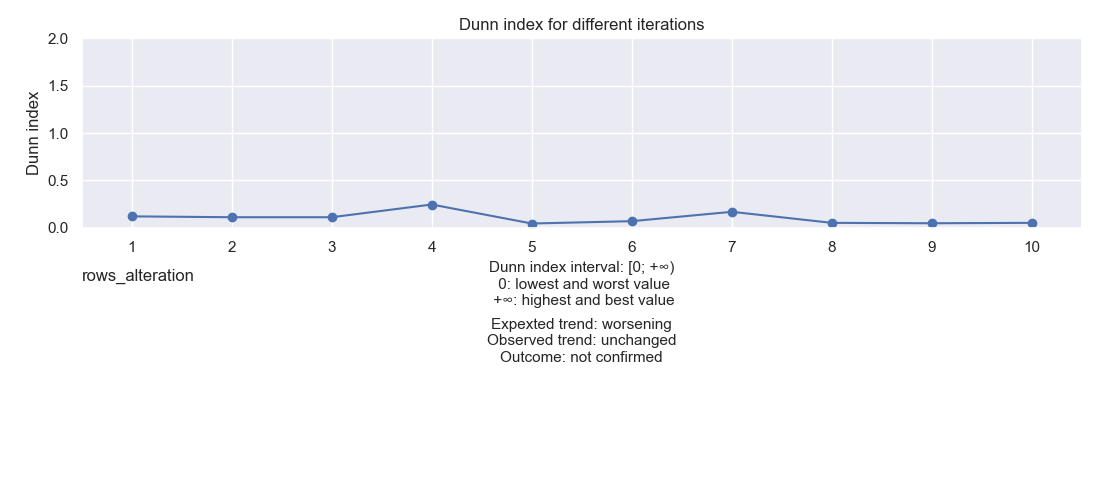 Dunn index for different iterations
2.0
1.5
1.0
0.5
0.0
Dunn index
1 2 3 4 5 6 7 8 9 10
rows_alteration
Dunn index interval: [0; +∞)
0: lowest and worst value
+∞: highest and best value
Expexted trend: worsening
Observed trend: unchanged
Outcome: not confirmed